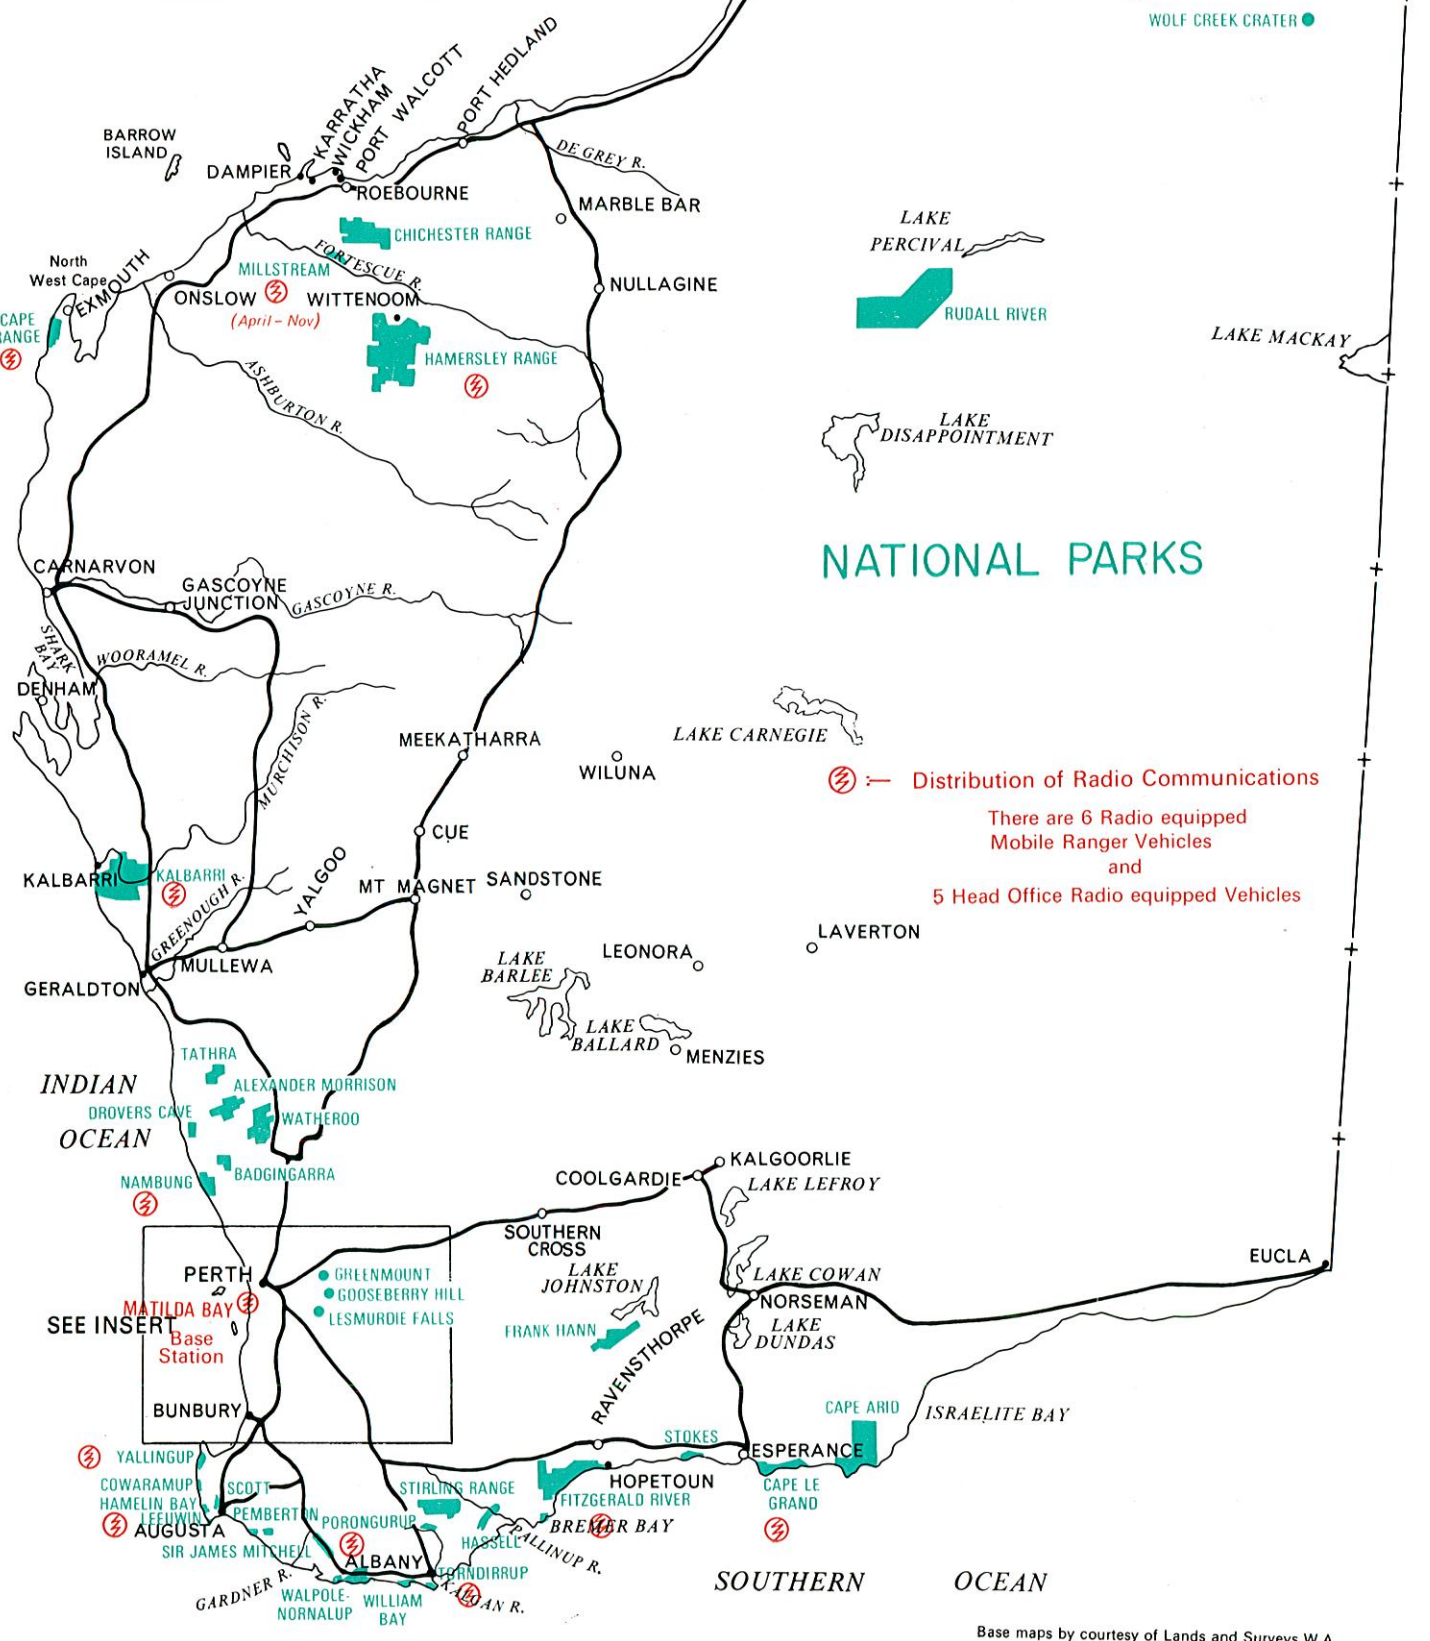 WOLF CREEK CRATER
KARRATHA
WICKHAM
PORT WALCOTT
PORT HEDLAND
BARROW
ISLAND
DAMPIER
ROEBOURNE
DE GREY R.
MARBLE BAR
CHICHESTER RANGE
LAKE
PERCIVAL
North
West Cape
EXMOUTH
MILLSTREAM
FORTESCUE R.
ONSLOW
(April – Nov)
WITTENOOM
NULLAGINE
RUDALL RIVER
CAPE
RANGE
HAMERSLEY RANGE
LAKE MACKAY
ASHBURTON R.
LAKE
DISAPPOINTMENT
NATIONAL PARKS
CARNARVON
GASCOYNE
JUNCTION
GASCOYNE R.
SHARK
BAY
WOORAMEL R.
DENHAM
MURCHISON R.
MEEKATHARRA
WILUNA
LAKE CARNEGIE
:— Distribution of Radio Communications
There are 6 Radio equipped
Mobile Ranger Vehicles
and
5 Head Office Radio equipped Vehicles
CUE
KALBARRI
KALBARRI
YALGOO
MT MAGNET
SANDSTONE
GREENOUGH R.
MULLEWA
LEONORA
LAVERTON
GERALDTON
LAKE
BARLEE
LAKE
BALLARD
MENZIES
TATHRA
INDIAN
OCEAN
ALEXANDER MORRISON
DROVERS CAVE
WATHEROO
BADGINGARRA
NAMBUNG
COOLGARDIE
KALGOORLIE
LAKE LEFROY
SOUTHERN
CROSS
PERTH
GREENMOUNT
GOOSEBERRY HILL
LESMURDIE FALLS
MATILDA BAY
Base
Station
SEE INSERT
LAKE
JOHNSTON
LAKE COWAN
NORSEMAN
LAKE
DUNDAS
EUCLA
FRANK HANN
RAVENSTHORPE
BUNBURY
CAPE ARID
ISRAELITE BAY
STOKES
ESPERANCE
YALLINGUP
COWARAMUP
HAMELIN BAY
LEEUWIN
SCOTT
AUGUSTA
PEMBERTON
SIR JAMES MITCHELL
STIRLING RANGE
PORONGURUP
HOPETOUN
FITZGERALD RIVER
BREMER BAY
CAPE LE
GRAND
HASSELL
PALLINUP R.
ALBANY
TORNDIRRUP
KALGAN R.
GARDNER R.
WALPOLE-
NORNALUP
WILLIAM
BAY
SOUTHERN OCEAN
Base maps by courtesy of Lands and Surveys W.A.